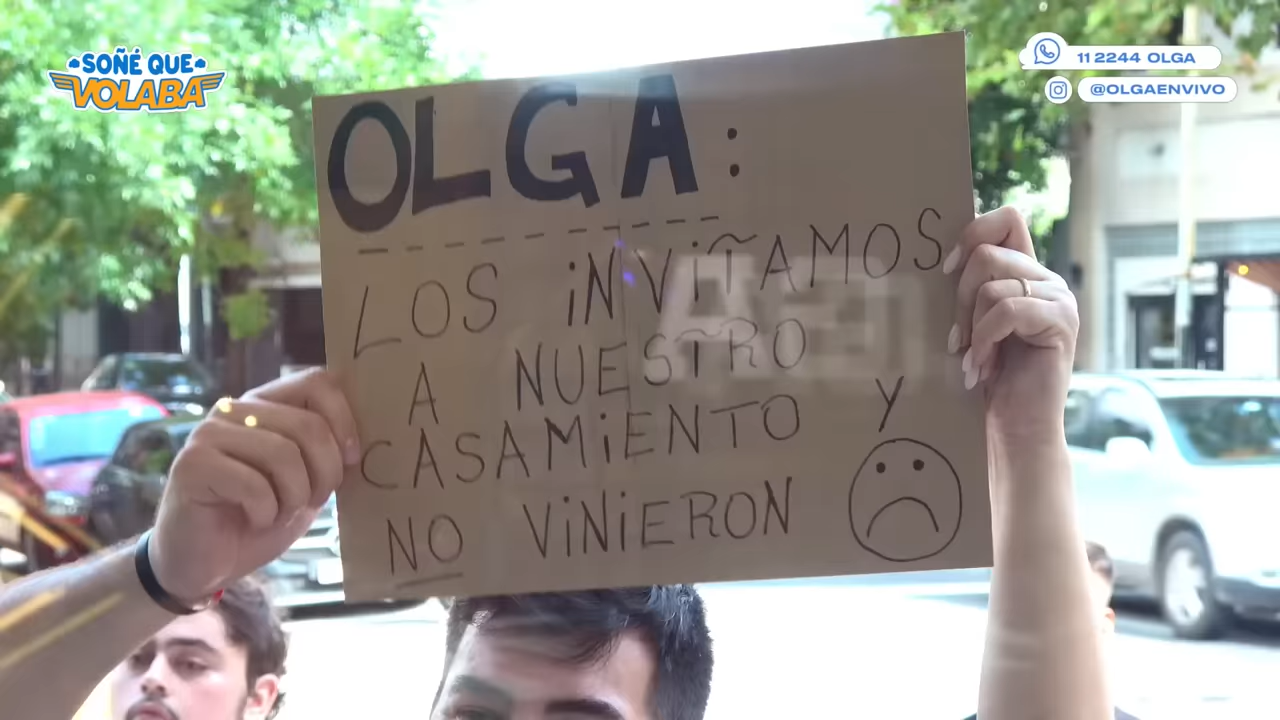 SOÑÉ QUE
VOLABA
11 2244 OLGA
@OLGAENVIVO
OLGA:
LOS iNViTAMOS
A NUESTRO
CASAMiENTO Y
NO ViNiERON